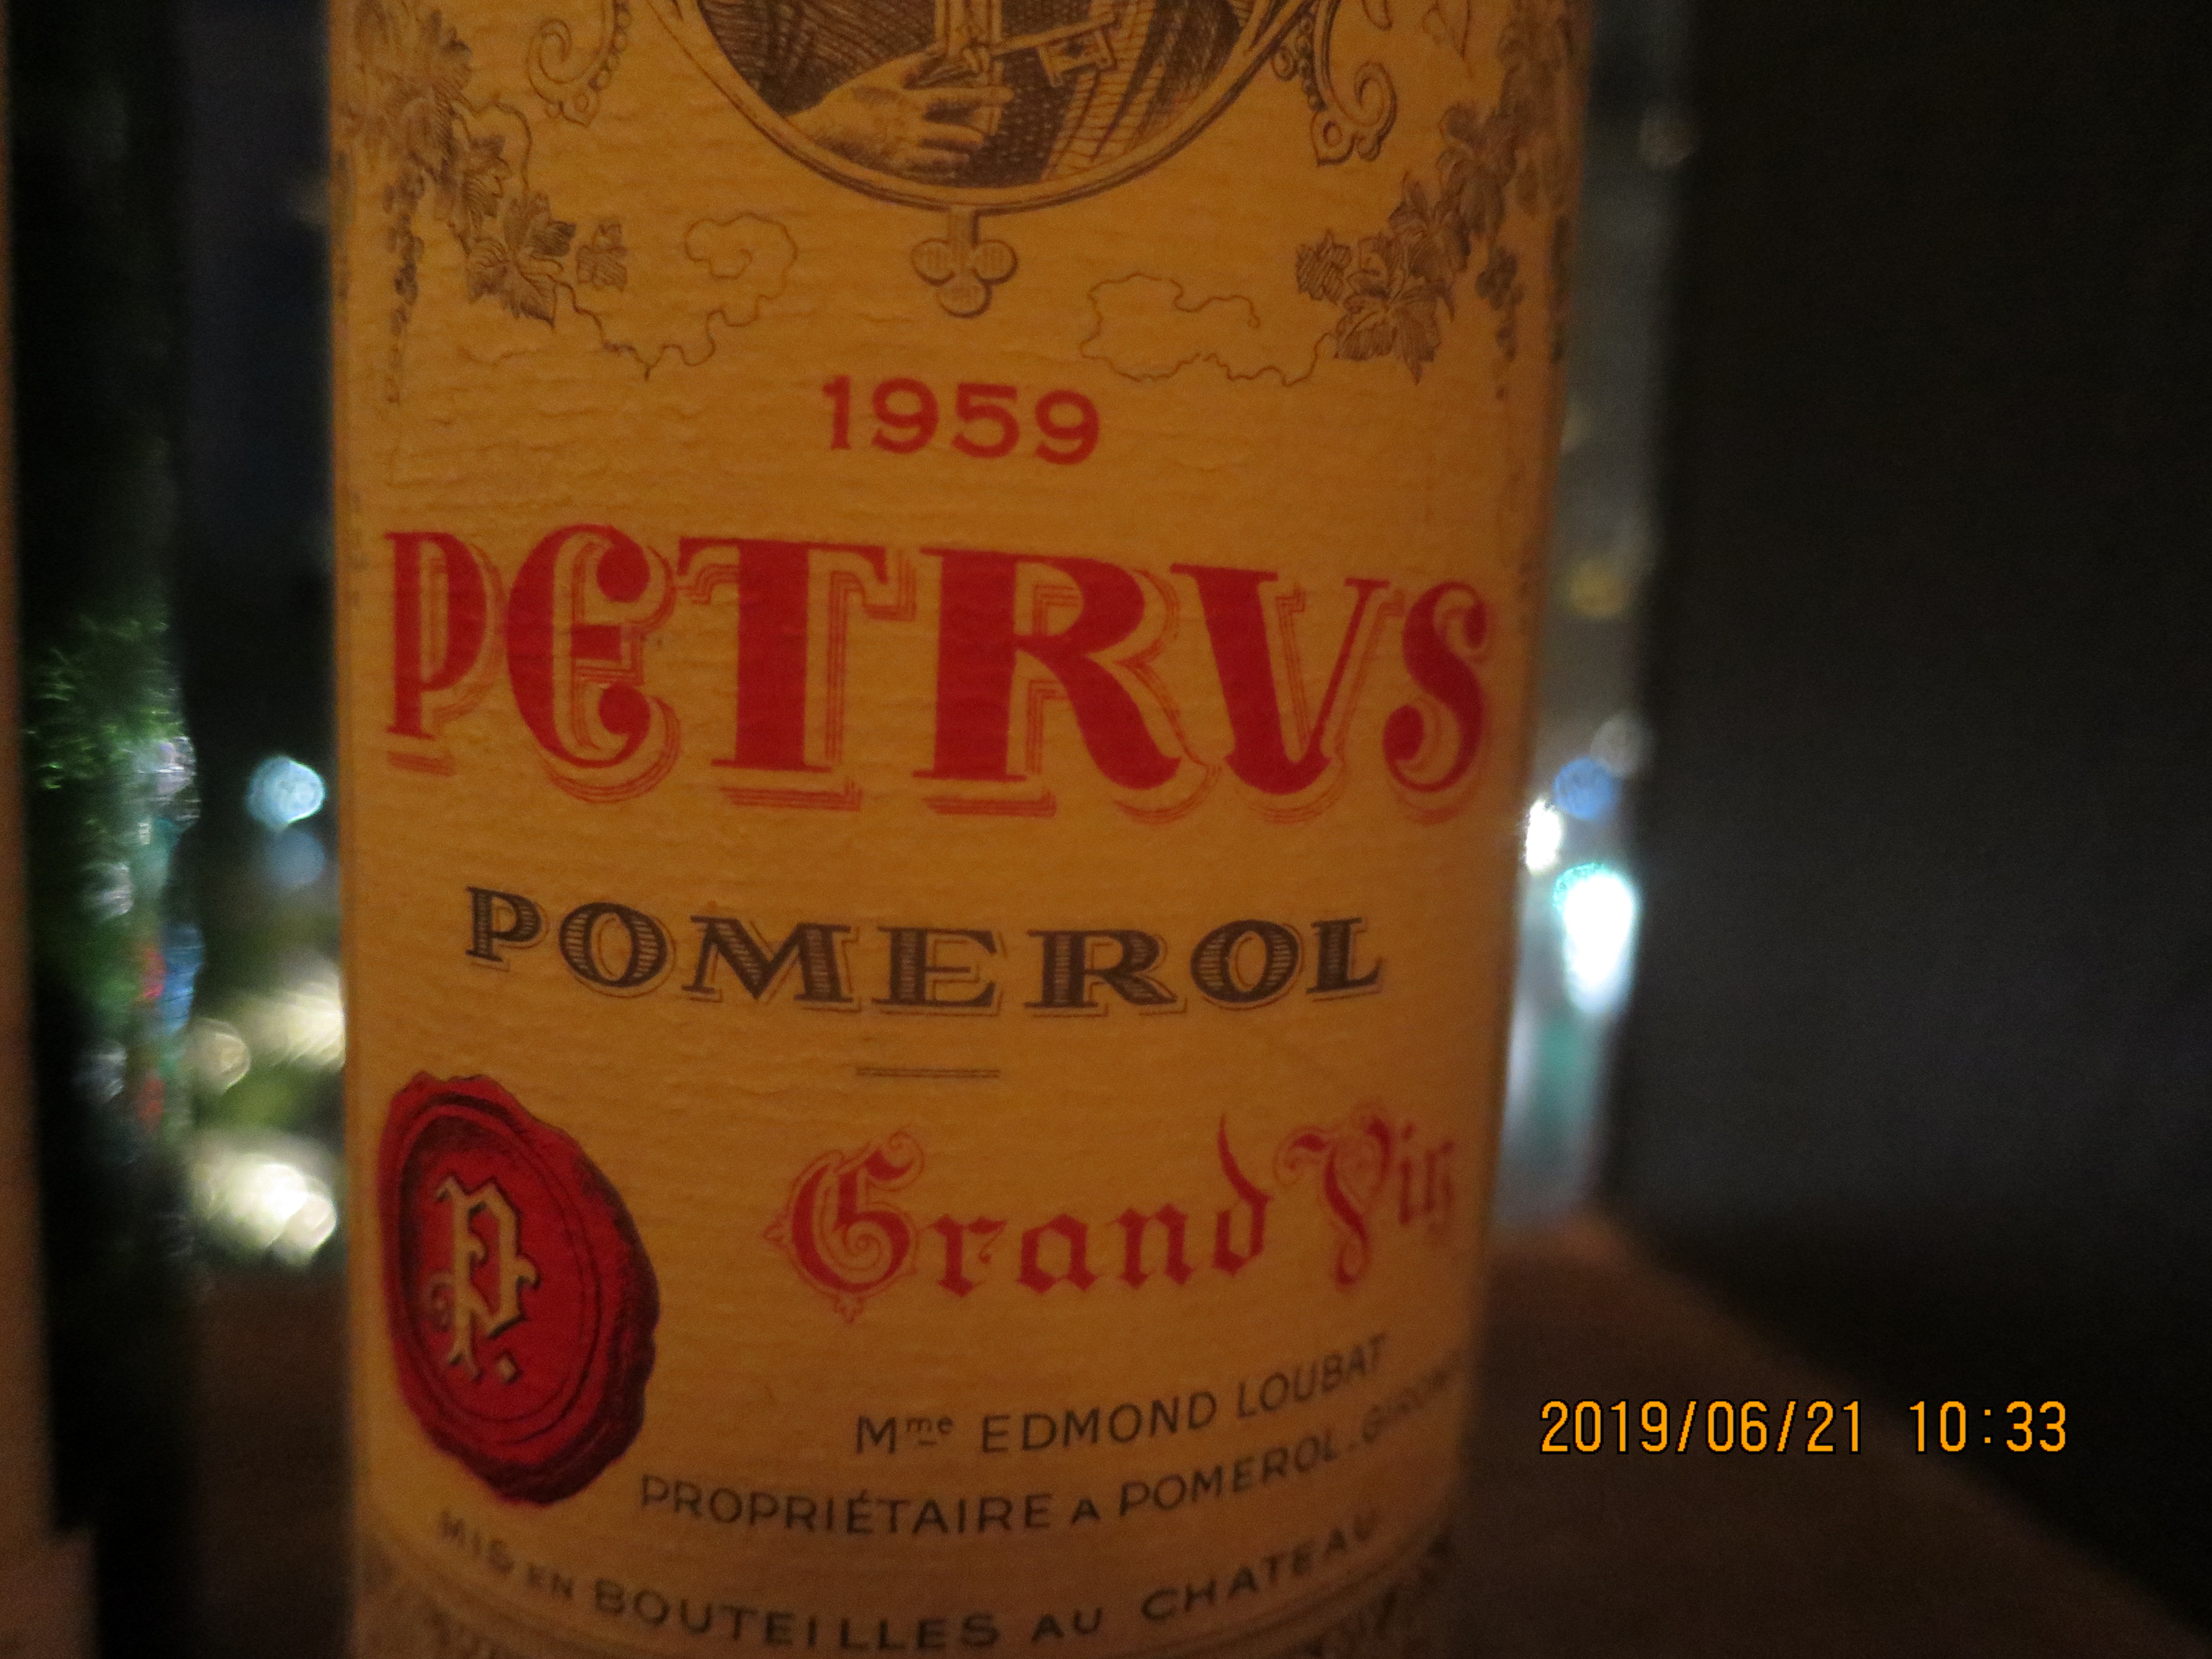 1959
PETRVS
POMEROL
Grand Vin
P.
Mme EDMOND LOUBAT
PROPRIÉTAIRE A POMEROL-GIRON
MIS EN BOUTEILLES AU CHATEAU
2019/06/21 10:33